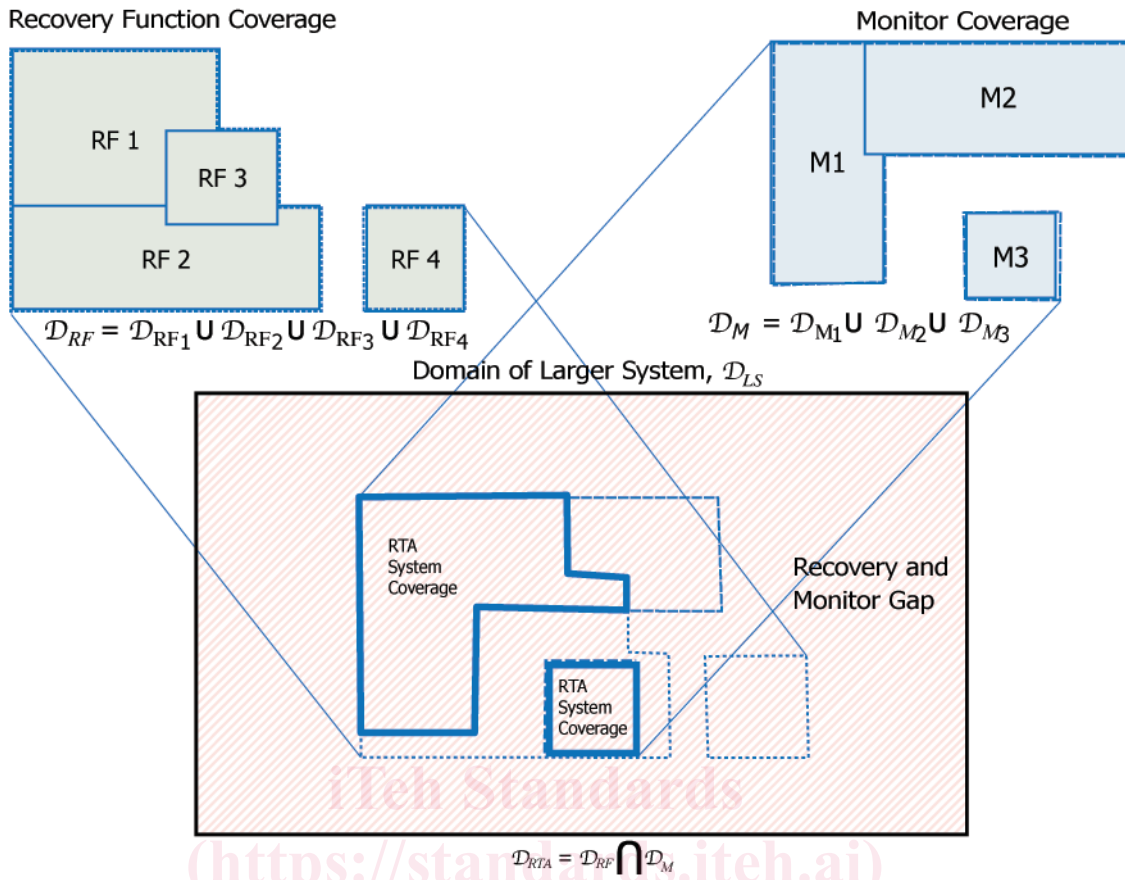 Recovery Function Coverage
Monitor Coverage
RF 1
RF 3
RF 2
RF 4
M1
M2
M3
𝒟RF = 𝒟RF1 ∪ 𝒟RF2 ∪ 𝒟RF3 ∪ 𝒟RF4
𝒟M = 𝒟M1 ∪ 𝒟M2 ∪ 𝒟M3
Domain of Larger System, 𝒟LS
RTA
System
Coverage
Recovery and
Monitor Gap
RTA
System
Coverage
iTeh Standards
(https://standards.iteh.ai)
𝒟RTA = 𝒟RF ⋂ 𝒟M